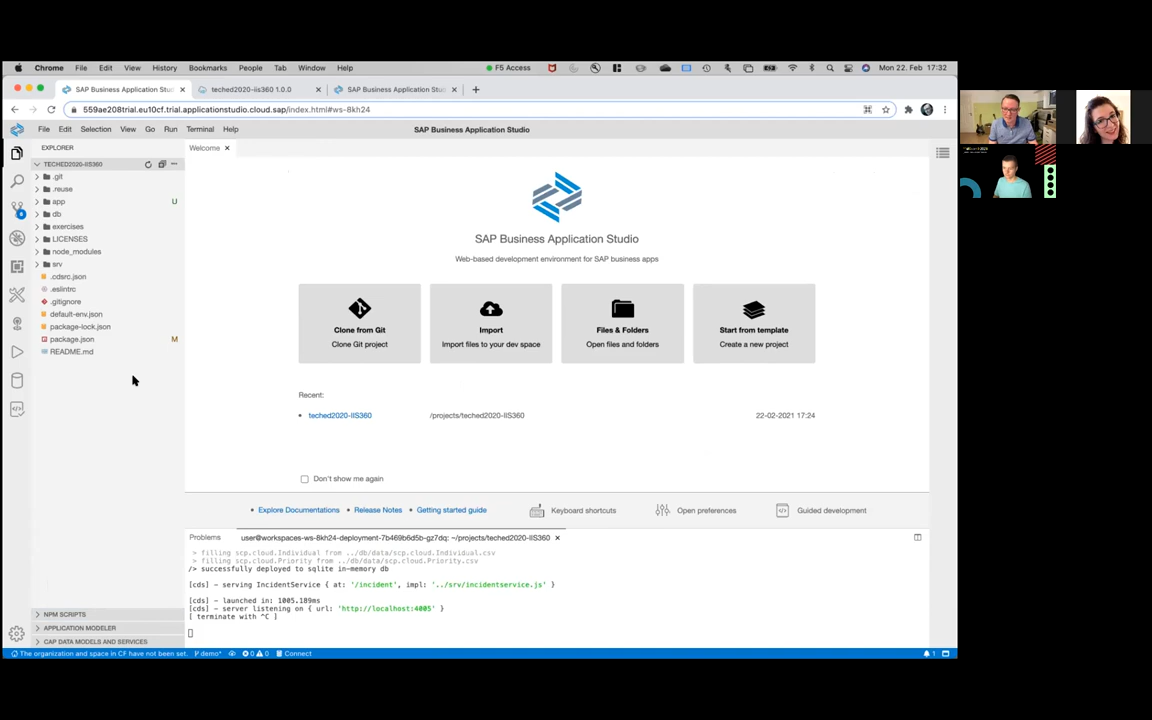 Chrome File Edit View History Bookmarks People Tab Window Help F5 Access Mon 22. Feb 17:32
SAP Business Application Stud
teched2020-iis360 1.0.0
SAP Business Application Stud
559ae208trial.eu10cf.trial.applicationstudio.cloud.sap/index.html#ws-8kh24
File Edit Selection View Go Run Terminal Help
SAP Business Application Studio
EXPLORER
Welcome
TECHED2020-IIS360
.git
.reuse
app U
db
exercises
LICENSES
node_modules
srv
.cdsrc.json
.eslintrc
.gitignore
default-env.json
package-lock.json
package.json M
README.md
NPM SCRIPTS
APPLICATION MODELER
CAP DATA MODELS AND SERVICES
SAP Business Application Studio
Web-based development environment for SAP business apps
Clone from Git
Clone Git project
Import
Import files to your dev space
Files & Folders
Open files and folders
Start from template
Create a new project
Recent:
teched2020-IIS360 /projects/teched2020-IIS360 22-02-2021 17:24
Don't show me again
Explore Documentations Release Notes Getting started guide Keyboard shortcuts Open preferences Guided development
Problems user@workspaces-ws-8kh24-deployment-7b469b6d5b-gz7dq: ~/projects/teched2020-IIS360
> filling scp.cloud.Individual from ../db/data/scp.cloud.Individual.csv
> filling scp.cloud.Priority from ../db/data/scp.cloud.Priority.csv
/> successfully deployed to sqlite in-memory db
[cds] - serving IncidentService { at: '/incident', impl: '../srv/incidentservice.js' }
[cds] - launched in: 1005.189ms
[cds] - server listening on { url: 'http://localhost:4005' }
[ terminate with ^C ]
The organization and space in CF have not been set. demo* 0 0 Connect 1